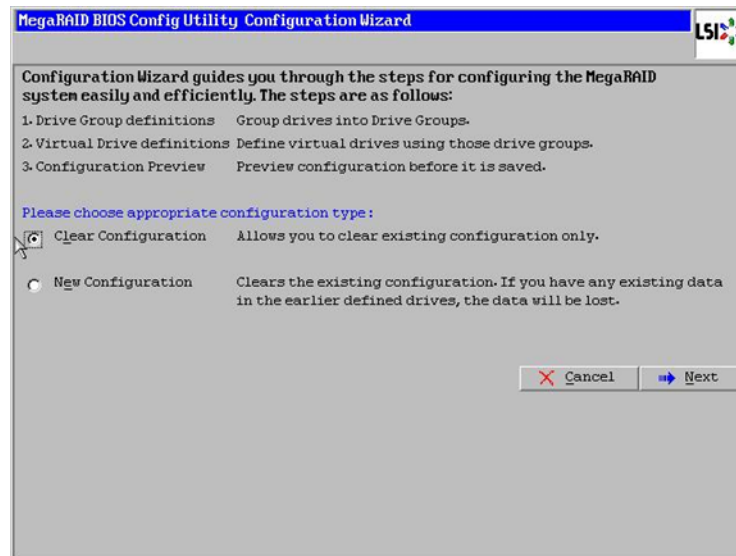 MegaRAID BIOS Config Utility Configuration Wizard
LSI
Configuration Wizard guides you through the steps for configuring the MegaRAID
system easily and efficiently. The steps are as follows:
1. Drive Group definitions Group drives into Drive Groups.
2. Virtual Drive definitions Define virtual drives using those drive groups.
3. Configuration Preview Preview configuration before it is saved.
Please choose appropriate configuration type:
Clear Configuration Allows you to clear existing configuration only.
New Configuration Clears the existing configuration. If you have any existing data
in the earlier defined drives, the data will be lost.
Cancel Next